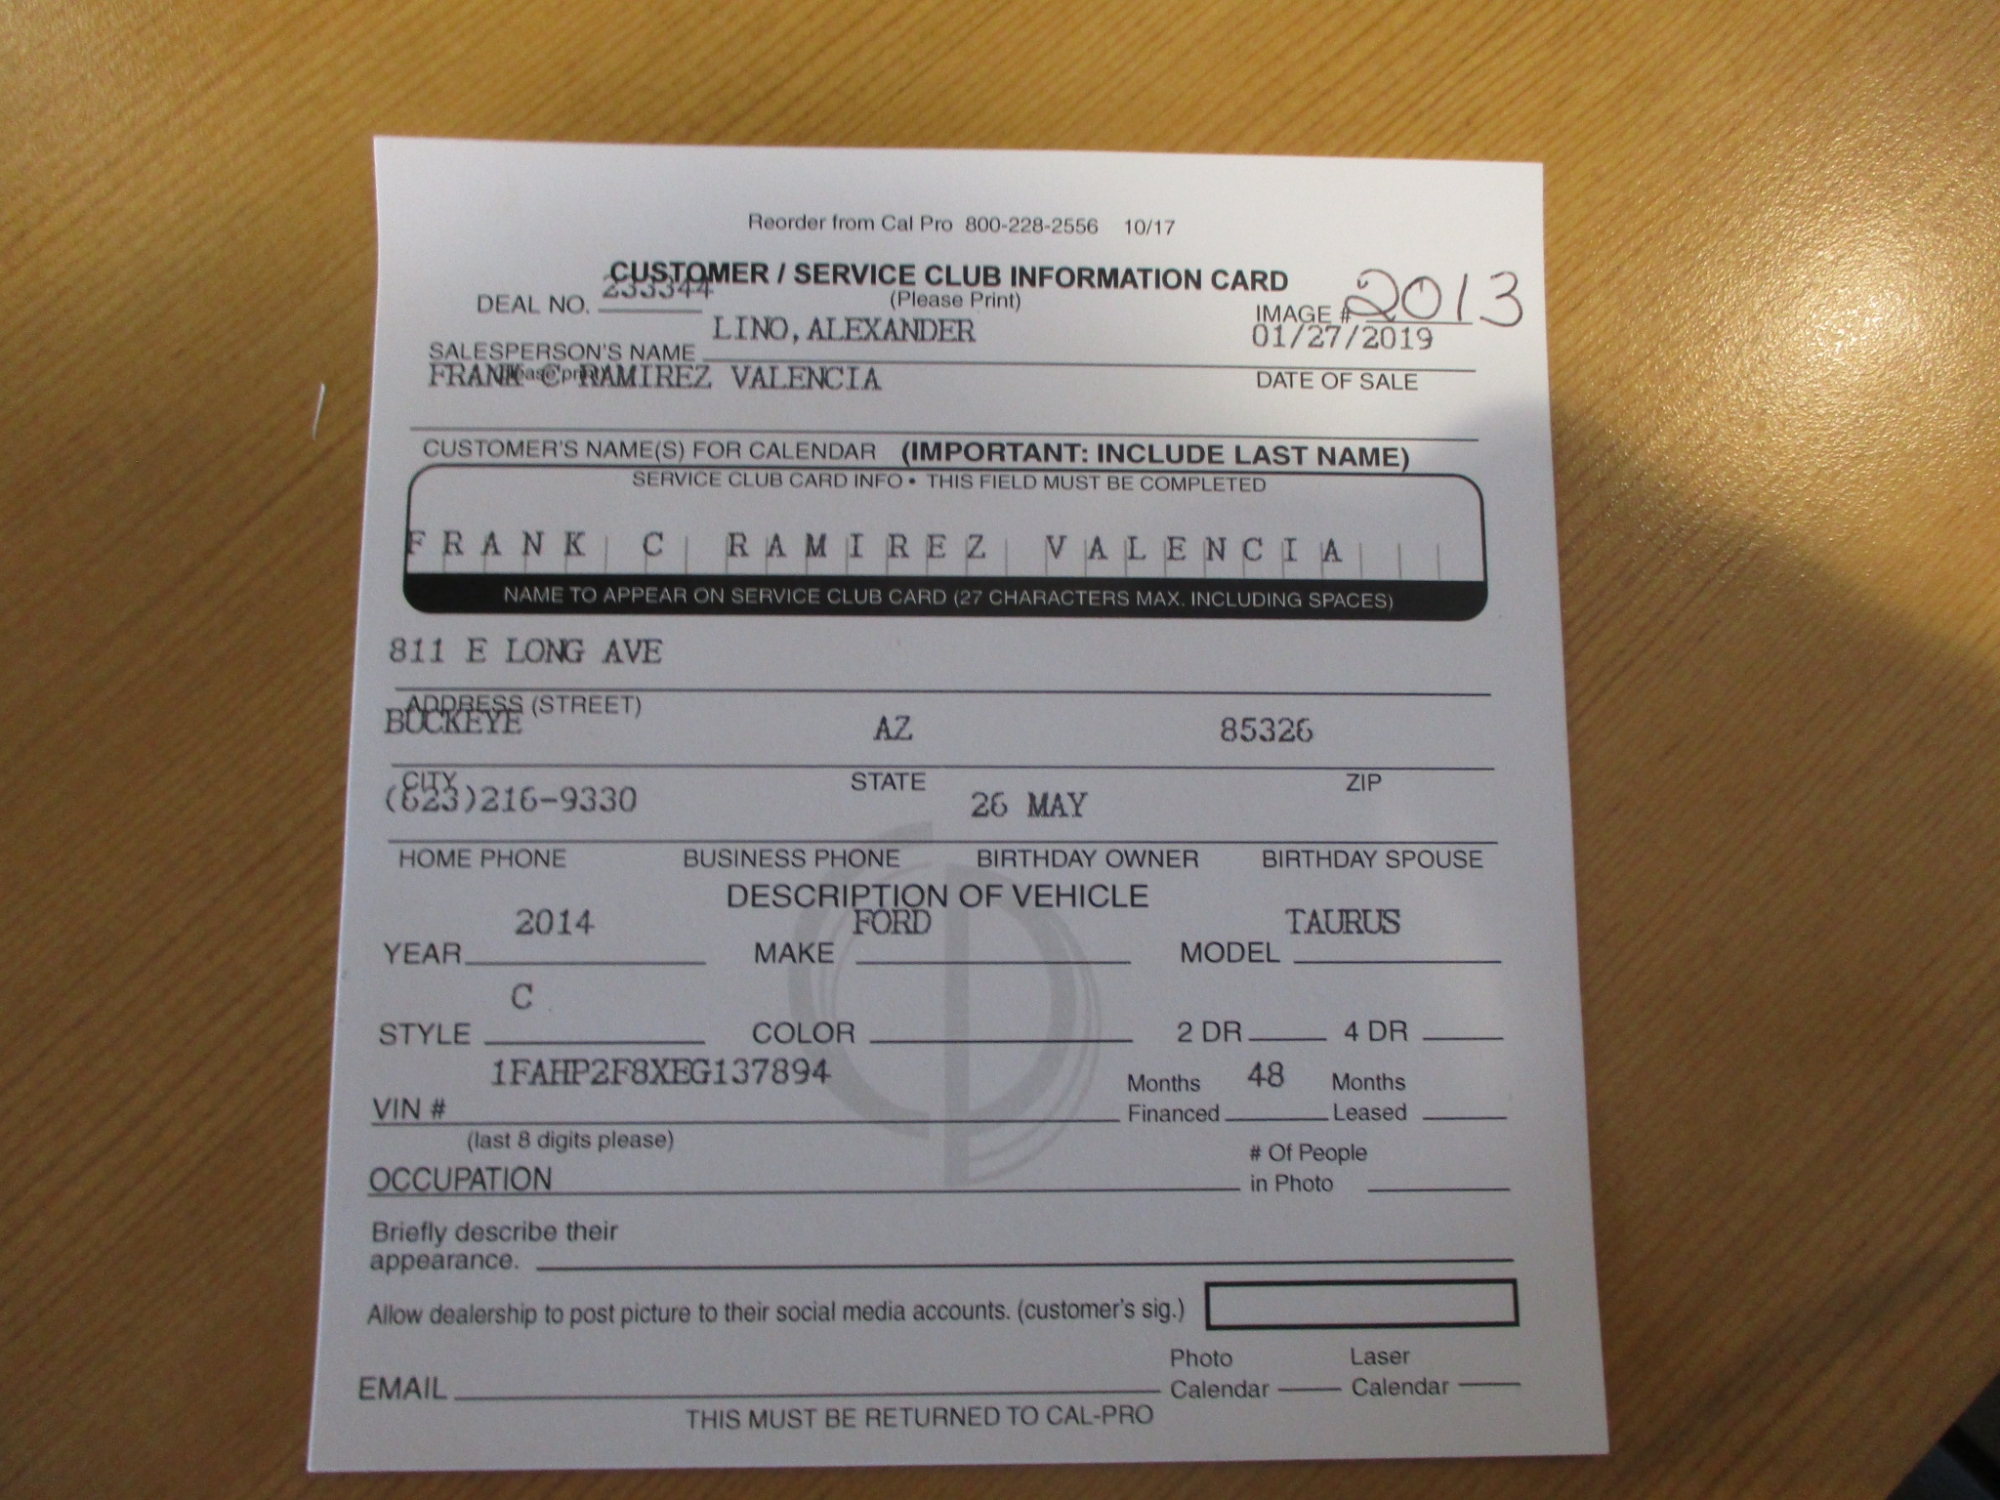 Reorder from Cal Pro 800-228-2556 10/17
CUSTOMER / SERVICE CLUB INFORMATION CARD
DEAL NO. 233344 (Please Print) IMAGE # 2013
LINO, ALEXANDER 01/27/2019
SALESPERSON'S NAME
(please print) DATE OF SALE
FRANK C RAMIREZ VALENCIA
CUSTOMER'S NAME(S) FOR CALENDAR (IMPORTANT: INCLUDE LAST NAME)
SERVICE CLUB CARD INFO • THIS FIELD MUST BE COMPLETED
FRANK C RAMIREZ VALENCIA
NAME TO APPEAR ON SERVICE CLUB CARD (27 CHARACTERS MAX. INCLUDING SPACES)
811 E LONG AVE
ADDRESS (STREET)
BUCKEYE AZ 85326
CITY STATE ZIP
(623)216-9330 26 MAY
HOME PHONE BUSINESS PHONE BIRTHDAY OWNER BIRTHDAY SPOUSE
DESCRIPTION OF VEHICLE
2014 FORD TAURUS
YEAR MAKE MODEL
C
STYLE COLOR 2 DR 4 DR
1FAHP2F8XEG137894
VIN # Months Financed 48 Months Leased
(last 8 digits please)
OCCUPATION # Of People in Photo
Briefly describe their
appearance.
Allow dealership to post picture to their social media accounts. (customer's sig.)
EMAIL Photo Calendar Laser Calendar
THIS MUST BE RETURNED TO CAL-PRO